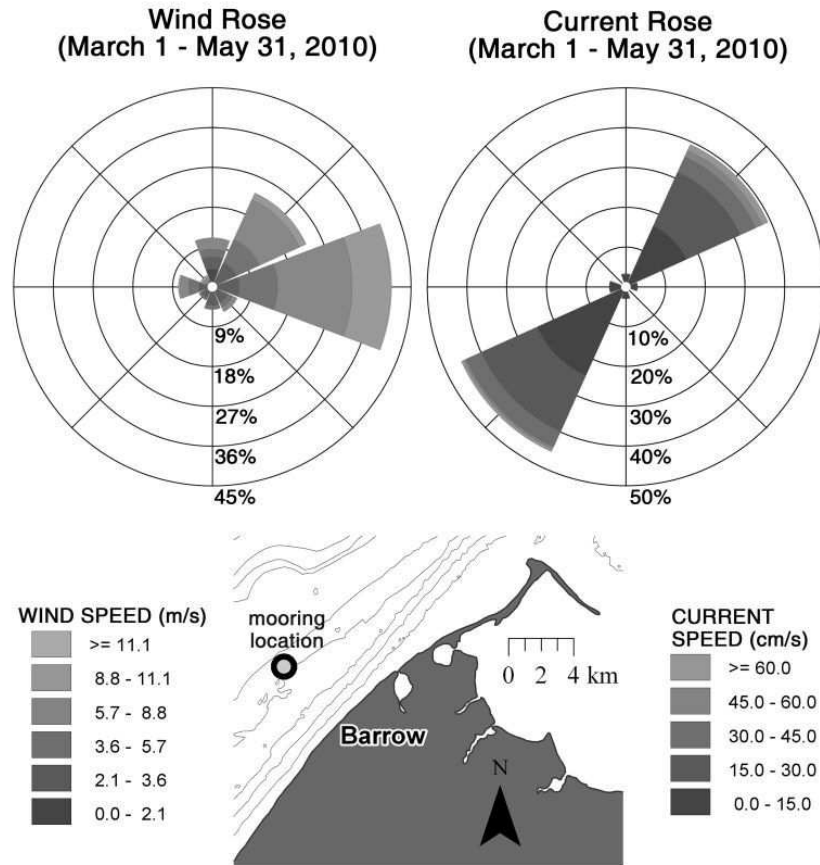 Wind Rose
(March 1 - May 31, 2010)
Current Rose
(March 1 - May 31, 2010)
9%
18%
27%
36%
45%
10%
20%
30%
40%
50%
WIND SPEED (m/s)
>= 11.1
8.8 - 11.1
5.7 - 8.8
3.6 - 5.7
2.1 - 3.6
0.0 - 2.1
mooring
location
0 2 4 km
Barrow
N
CURRENT
SPEED (cm/s)
>= 60.0
45.0 - 60.0
30.0 - 45.0
15.0 - 30.0
0.0 - 15.0